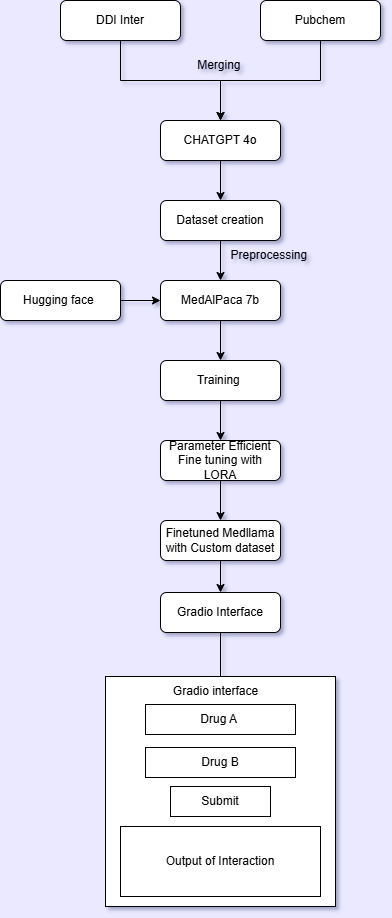 DDI Inter
Pubchem
Merging
CHATGPT 4o
Dataset creation
Preprocessing
Hugging face
MedAlPaca 7b
Training
Parameter Efficient
Fine tuning with
LORA
Finetuned Medllama
with Custom dataset
Gradio Interface
Gradio interface
Drug A
Drug B
Submit
Output of Interaction